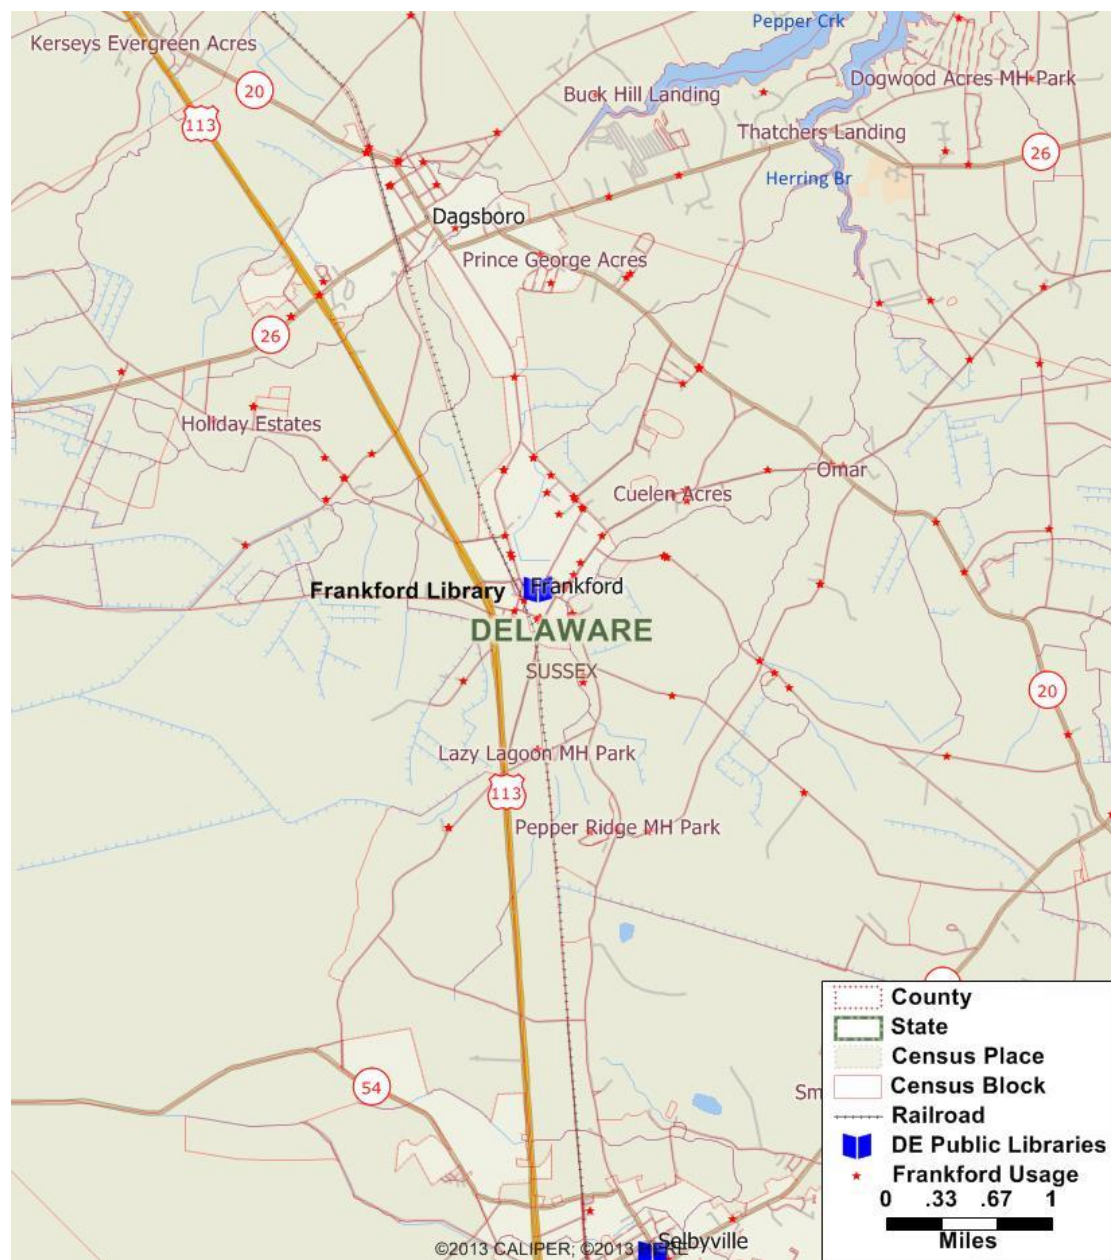 Pepper Crk
Kerseys Evergreen Acres
20
Dogwood Acres MH Park
Buck Hill Landing
113
Thatchers Landing
26
Herring Br
Dagsboro
Prince George Acres
26
Holiday Estates
Omar
Cuelen Acres
Frankford Library
Frankford
DELAWARE
SUSSEX
20
Lazy Lagoon MH Park
113
Pepper Ridge MH Park
County
State
Census Place
54
Census Block
Sm
Railroad
DE Public Libraries
Frankford Usage
0 .33 .67 1
Miles
Selbyville
©2013 CALIPER; ©2013 HERE